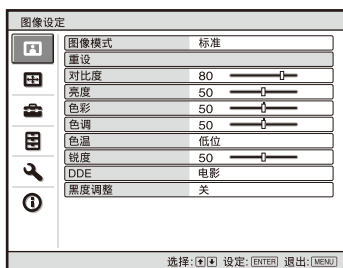 图像设定
图像模式 标准
重设
对比度 80
亮度 50
色彩 50
色调 50
色温 低位
锐度 50
DDE 电影
黑度调整 关
选择: 设定: ENTER 退出: MENU